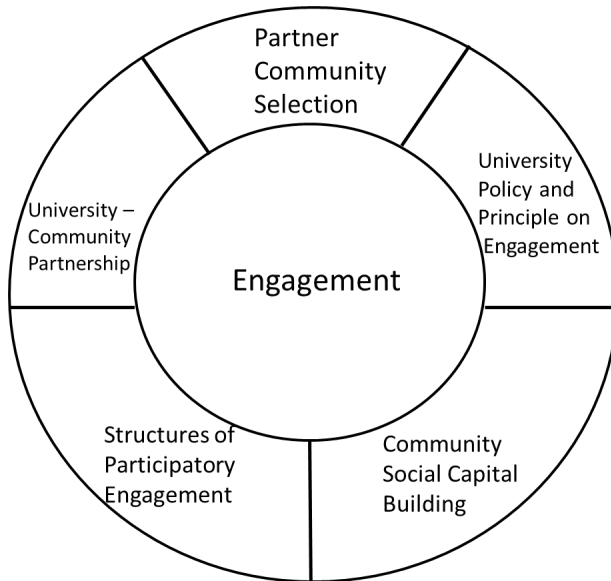 Partner
Community
Selection
University
Policy and
Principle on
Engagement
University –
Community
Partnership
Engagement
Structures of
Participatory
Engagement
Community
Social Capital
Building